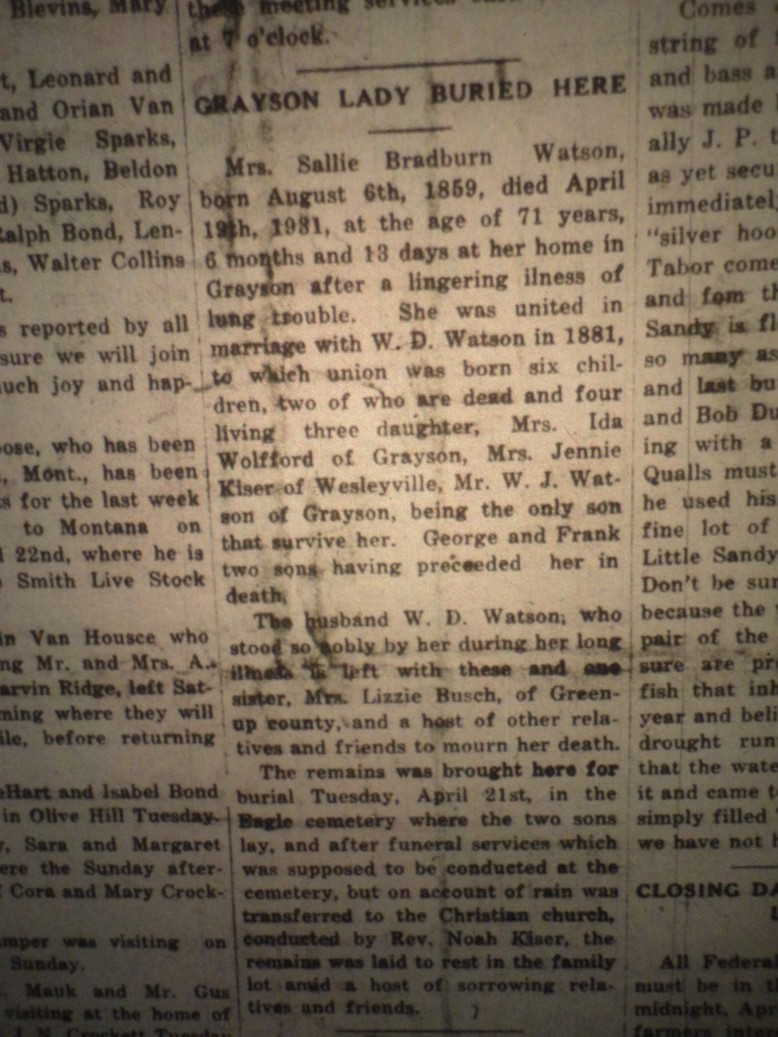 Blevins, Mary
t, Leonard and
and Orian Van
Virgie Sparks,
Hatton, Beldon
d) Sparks, Roy
Ralph Bond, Len-
s, Walter Collins
t.
s reported by all
sure we will join
much joy and hap-
ose, who has been
, Mont., has been
s for the last week
to Montana on
22nd, where he is
Smith Live Stock
in Van Housce who
ng Mr. and Mrs. A.
arvin Ridge, left Sat-
ming where they will
ile, before returning
eHart and Isabel Bond
in Olive Hill Tuesday.
y, Sara and Margaret
ere the Sunday after-
Cora and Mary Crock-
mper was visiting on
Sunday.
. Mauk and Mr. Gus
visiting at the home of
J. N. Crockett Tuesday
these meeting services
at 7 o'clock.
GRAYSON LADY BURIED HERE
Mrs. Sallie Bradburn Watson,
born August 6th, 1859, died April
19th, 1931, at the age of 71 years,
6 months and 13 days at her home in
Grayson after a lingering ilness of
lung trouble. She was united in
marriage with W. D. Watson in 1881,
to which union was born six chil-
dren, two of who are dead and four
living three daughter, Mrs. Ida
Wolfford of Grayson, Mrs. Jennie
Kiser of Wesleyville, Mr. W. J. Wat-
son of Grayson, being the only son
that survive her. George and Frank
two sons having preceeded her in
death.
The husband W. D. Watson, who
stood so nobly by her during her long
illness is left with these and one
sister, Mrs. Lizzie Busch, of Green-
up county, and a host of other rela-
tives and friends to mourn her death.
The remains was brought here for
burial Tuesday, April 21st, in the
Bagle cemetery where the two sons
lay, and after funeral services which
was supposed to be conducted at the
cemetery, but on account of rain was
transferred to the Christian church,
conducted by Rev. Noah Kiser, the
remains was laid to rest in the family
lot amid a host of sorrowing rela-
tives and friends.
Comes
string of
and bass a
was made
ally J. P. t
as yet secu
immediately
"silver hoo
Tabor come
and fom th
Sandy is fl
so many as
and last bu
and Bob Du
ing with a
Qualls must
he used his
fine lot of
Little Sandy
Don't be sur
because the
pair of the
sure are pr
fish that inh
year and beli
drought run
that the wate
it and came t
simply filled
we have not h
CLOSING DA
All Federal
must be in th
midnight, Apr
farmers inter